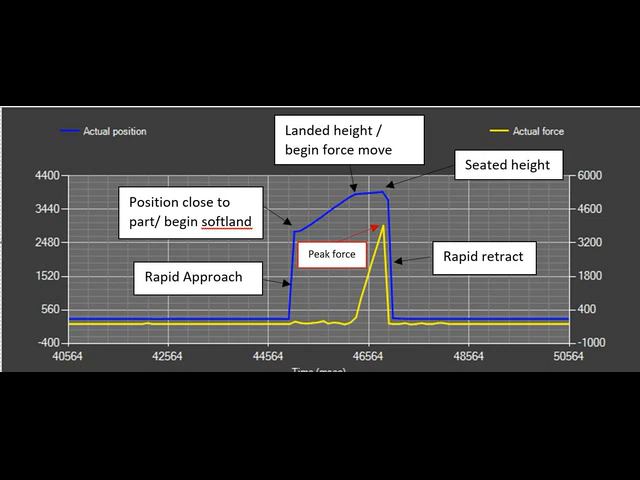 Landed height /
begin force move
Actual position
Actual force
Seated height
4400
6000
Position close to
part/ begin softland
3440
4600
2480
3200
Peak force
Rapid retract
Rapid Approach
1520
1800
560
400
-400
-1000
40564
42564
44564
46564
48564
50564
Time